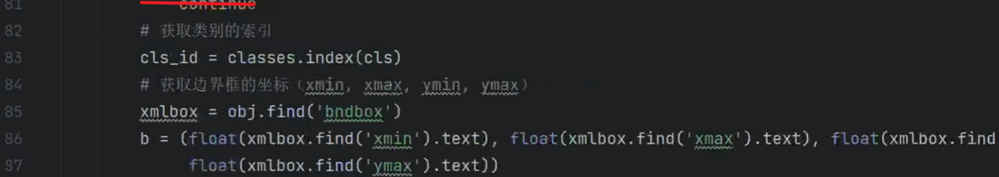 81 continue
82 # 获取类别的索引
83 cls_id = classes.index(cls)
84 # 获取边界框的坐标（xmin, xmax, ymin, ymax）
85 xmlbox = obj.find('bndbox')
86 b = (float(xmlbox.find('xmin').text), float(xmlbox.find('xmax').text), float(xmlbox.find
87 float(xmlbox.find('ymax').text))